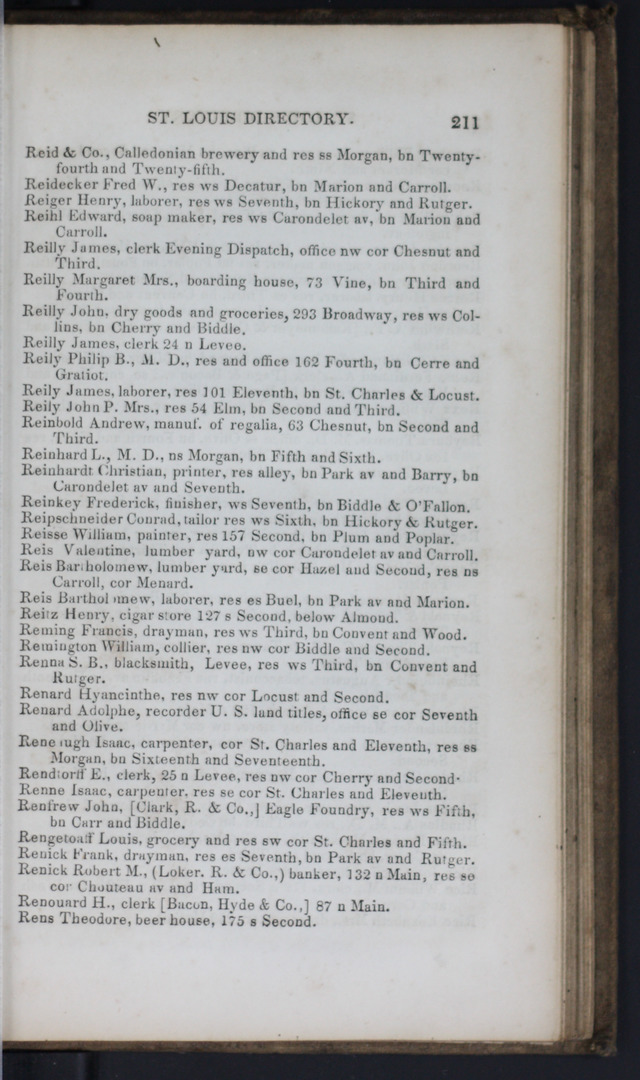 ST. LOUIS DIRECTORY. 211
Reid & Co., Calledonian brewery and res ss Morgan, bn Twenty-
fourth and Twenty-fifth.
Reidecker Fred W., res ws Decatur, bn Marion and Carroll.
Reiger Henry, laborer, res ws Seventh, bn Hickory and Rutger.
Reihl Edward, soap maker, res ws Carondelet av, bn Marion and
Carroll.
Reilly James, clerk Evening Dispatch, office nw cor Chesnut and
Third.
Reilly Margaret Mrs., boarding house, 73 Vine, bn Third and
Fourth.
Reilly John, dry goods and groceries, 293 Broadway, res ws Col-
lins, bn Cherry and Biddle.
Reilly James, clerk 24 n Levee.
Reily Philip B., M. D., res and office 162 Fourth, bn Cerre and
Gratiot.
Reily James, laborer, res 101 Eleventh, bn St. Charles & Locust.
Reily John P. Mrs., res 54 Elm, bn Second and Third.
Reinbold Andrew, manuf. of regalia, 63 Chesnut, bn Second and
Third.
Reinhard L., M. D., ns Morgan, bn Fifth and Sixth.
Reinhardt Christian, printer, res alley, bn Park av and Barry, bn
Carondelet av and Seventh.
Reinkey Frederick, finisher, ws Seventh, bn Biddle & O'Fallon.
Reipschneider Conrad, tailor res ws Sixth, bn Hickory & Rutger.
Reisse William, painter, res 157 Second, bn Plum and Poplar.
Reis Valentine, lumber yard, nw cor Carondelet av and Carroll.
Reis Bartholomew, lumber yard, se cor Hazel and Second, res ns
Carroll, cor Menard.
Reis Barthol mew, laborer, res es Buel, bn Park av and Marion.
Reitz Henry, cigar store 127 s Second, below Almond.
Reming Francis, drayman, res ws Third, bn Convent and Wood.
Remington William, collier, res nw cor Biddle and Second.
Renna S. B., blacksmith, Levee, res ws Third, bn Convent and
Rutger.
Renard Hyancinthe, res nw cor Locust and Second.
Renard Adolphe, recorder U. S. land titles, office se cor Seventh
and Olive.
Isaac, carpenter, cor St. Charles and Eleventh, res ss
Morgan, bn Sixteenth and Seventeenth.
Rendtorff E., clerk, 25 n Levee, res nw cor Cherry and Second.
Renne Isaac, carpenter, res se cor St. Charles and Eleventh.
Renfrew John, [Clark, R. & Co.,] Eagle Foundry, res ws Fifth,
bn Carr and Biddle.
Rengetoaff Louis, grocery and res sw cor St. Charles and Fifth.
Renick Frank, drayman, res es Seventh, bn Park av and Rutger.
Renick Robert M., (Loker. R. & Co.,) banker, 132 n Main, res se
cor Chouteau av and Ham.
Renouard H., clerk [Bacon, Hyde & Co.,] 87 n Main.
Rens Theodore, beer house, 175 s Second.